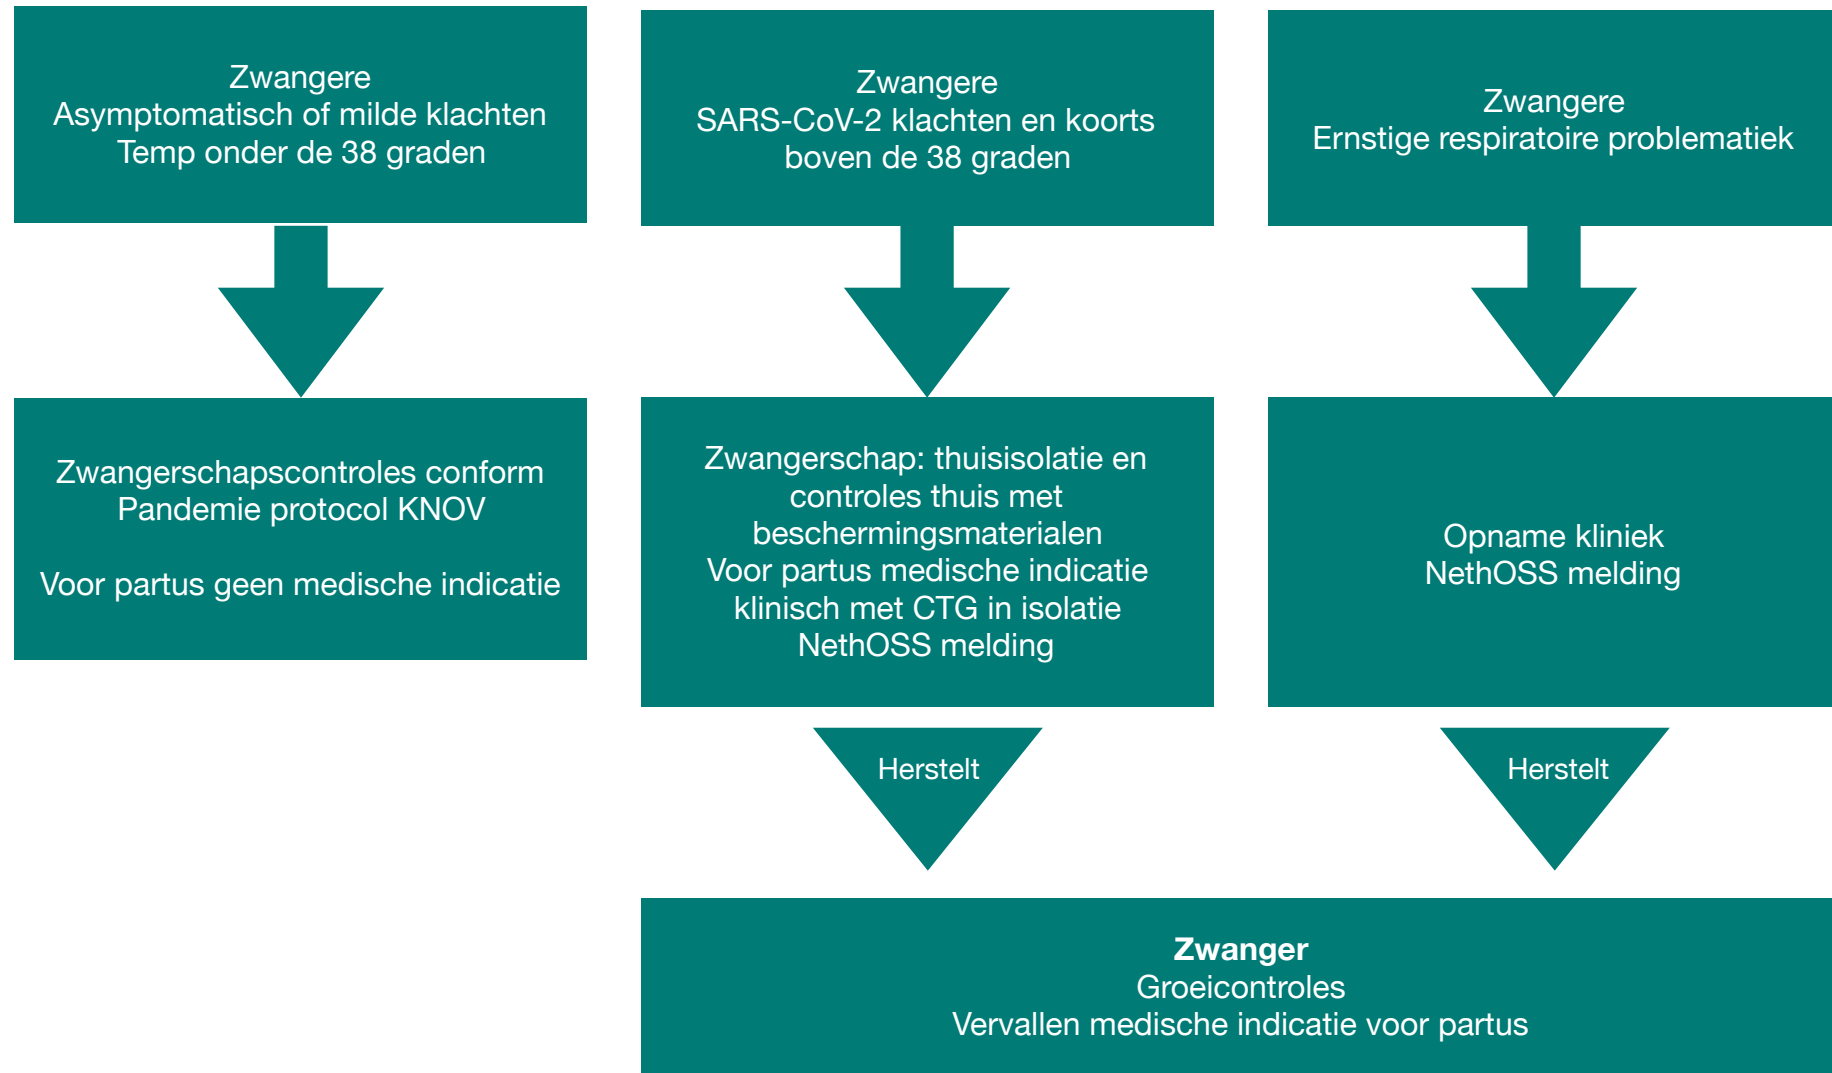 Zwangere
Asymptomatisch of milde klachten
Temp onder de 38 graden
Zwangere
SARS-CoV-2 klachten en koorts
boven de 38 graden
Zwangere
Ernstige respiratoire problematiek
Zwangerschapscontroles conform
Pandemie protocol KNOV
Voor partus geen medische indicatie
Zwangerschap: thuisisolatie en
controles thuis met
beschermingsmaterialen
Voor partus medische indicatie
klinisch met CTG in isolatie
NethOSS melding
Opname kliniek
NethOSS melding
Herstelt
Herstelt
Zwanger
Groeicontroles
Vervallen medische indicatie voor partus